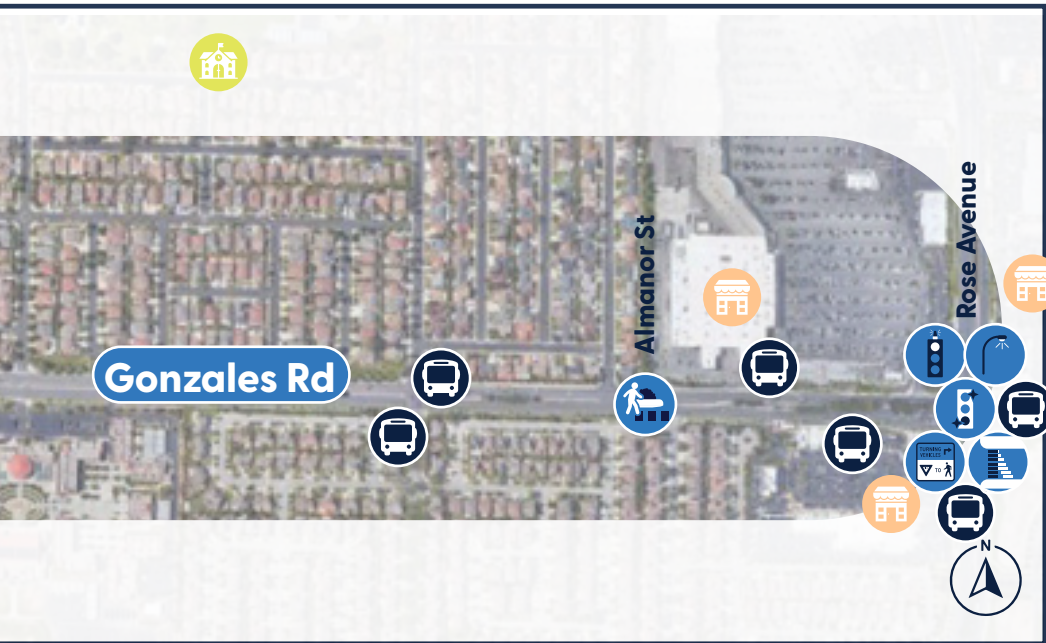 Rose Avenue
Almanor St
Gonzales Rd
TURNING
VEHICLES
TO
N